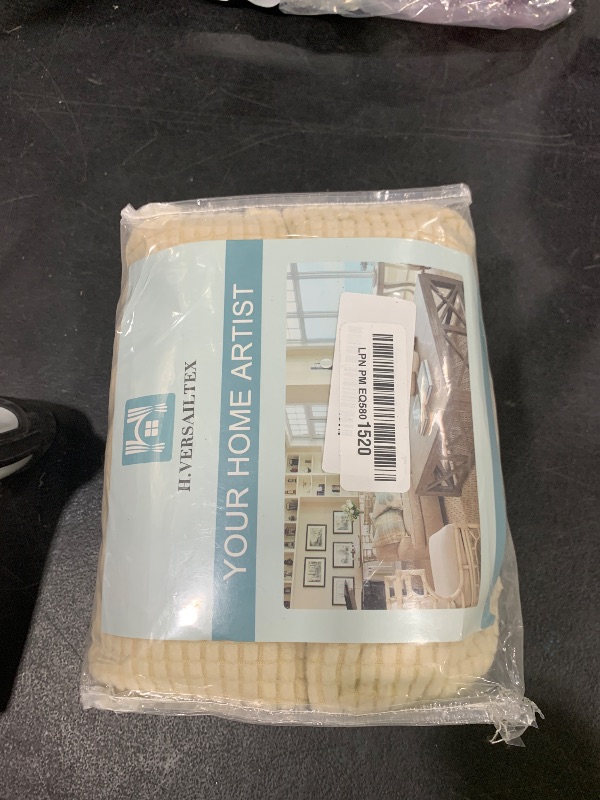 H.VERSAILTEX
YOUR HOME ARTIST
LPN PM EQ580 1520